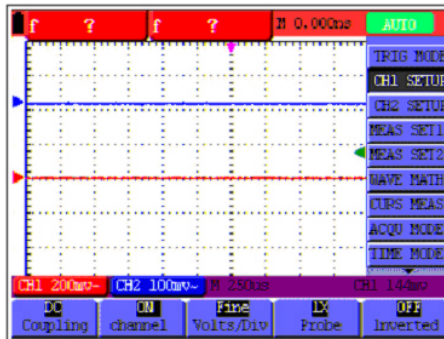 f ? f ? M 0.000ns AUTO
TRIG MODE
CH1 SETUP
CH2 SETUP
MEAS SET1
MEAS SET2
WAVE MATH
CURS MEAS
ACQU MODE
TIME MODE
CH1 200mv~ CH2 100mv~ M 250us CH1 144mv
DC ON Fine 1X OFF
Coupling channel Volts/Div Probe Inverted